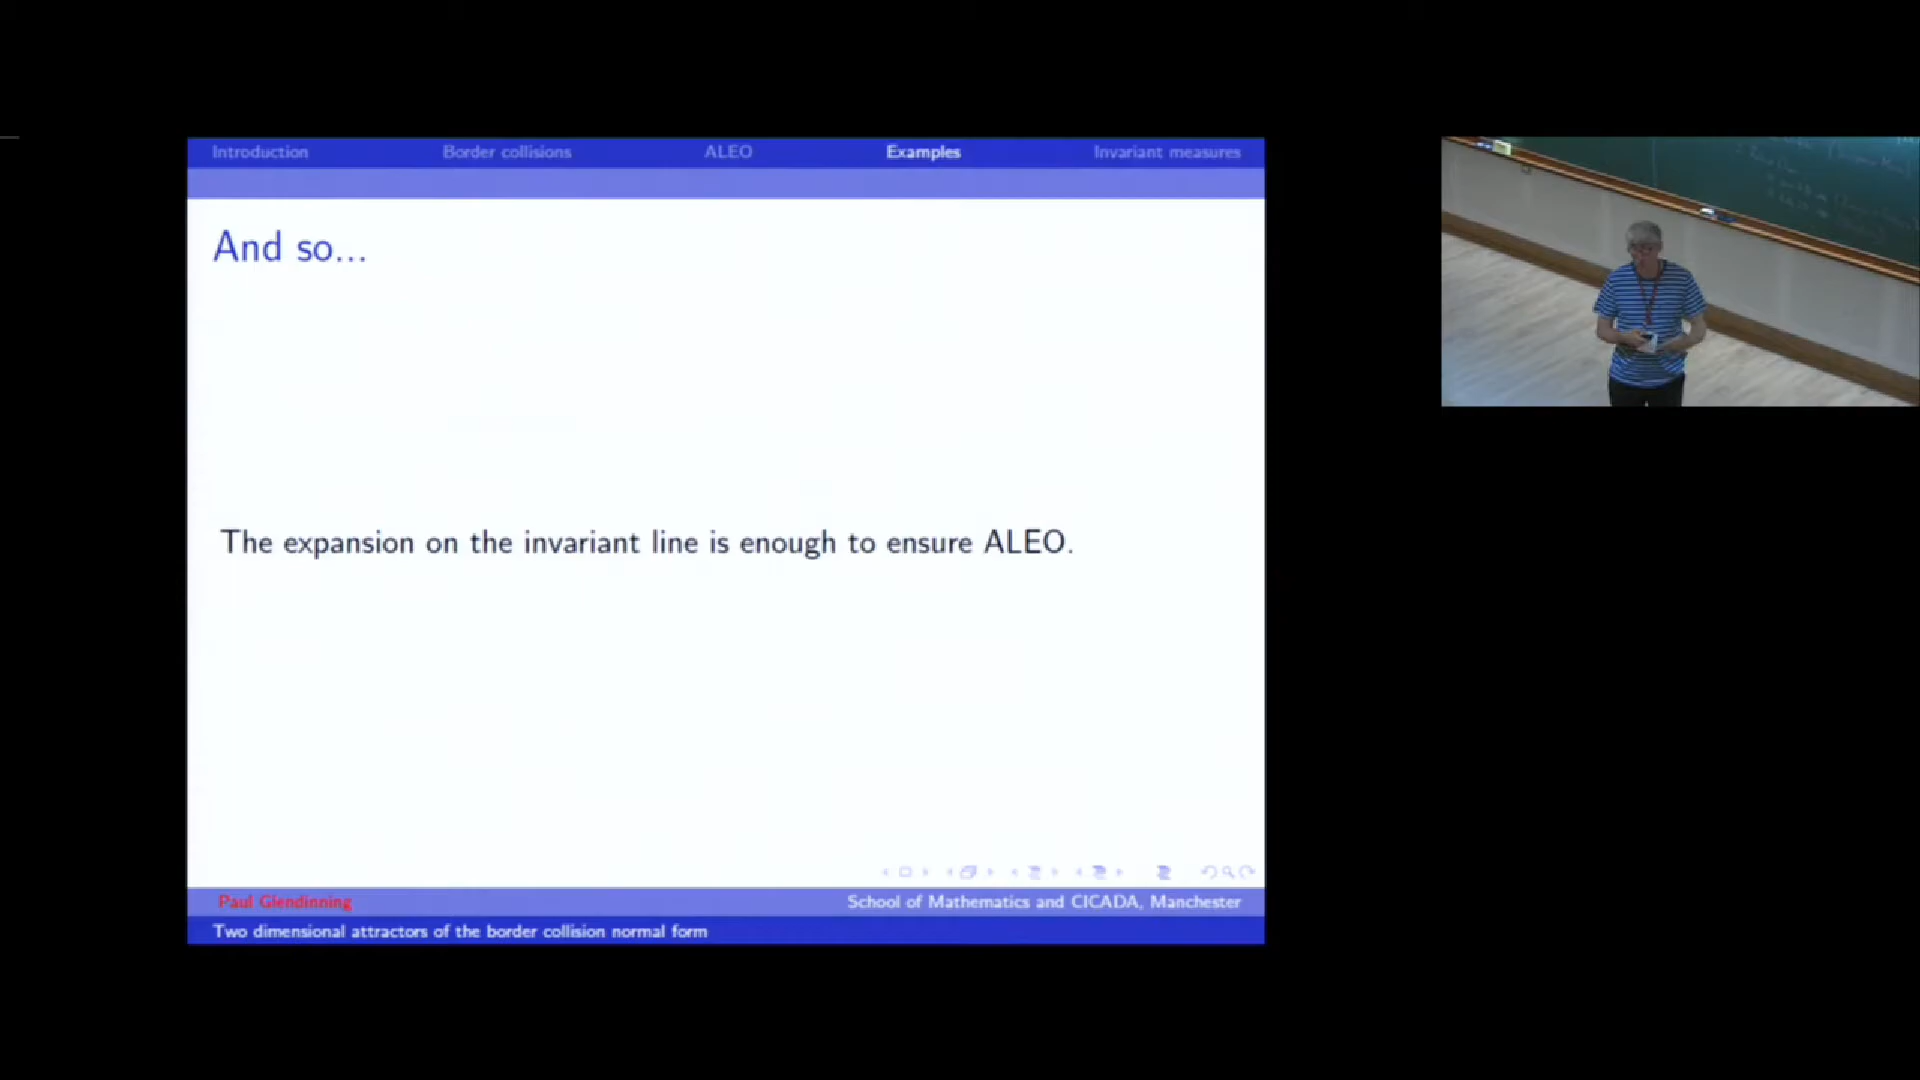 Introduction Border collisions ALEO Examples Invariant measures
And so...
The expansion on the invariant line is enough to ensure ALEO.
Paul Glendinning School of Mathematics and CICADA, Manchester
Two dimensional attractors of the border collision normal form